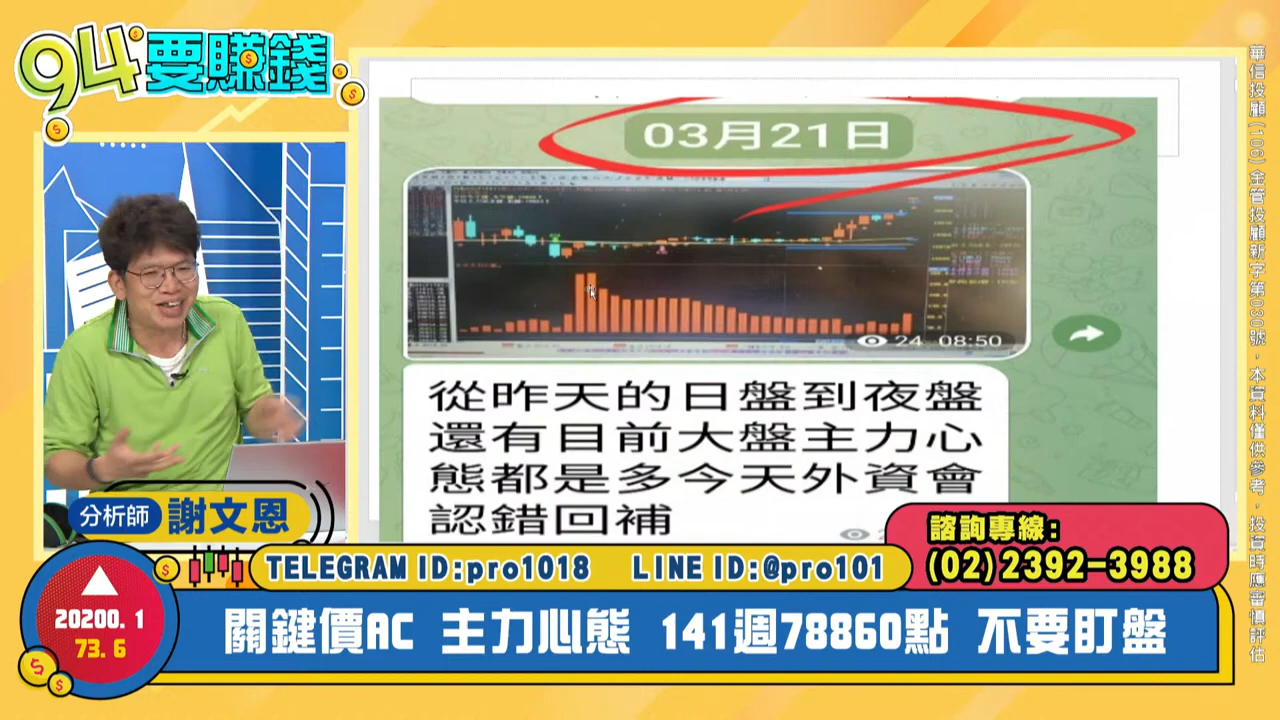 94要賺錢
03月21日
24 08:50
從昨天的日盤到夜盤
還有目前大盤主力心
態都是多今天外資會
認錯回補
分析師 謝文恩
諮詢專線:
(02)2392-3988
TELEGRAM ID:pro1018 LINE ID:@pro101
20200.1
73.6
關鍵價AC 主力心態 141週78860點 不要盯盤
華信投顧(106)金管投顧新字第030號,本資料僅供參考,投資時應審慎評估